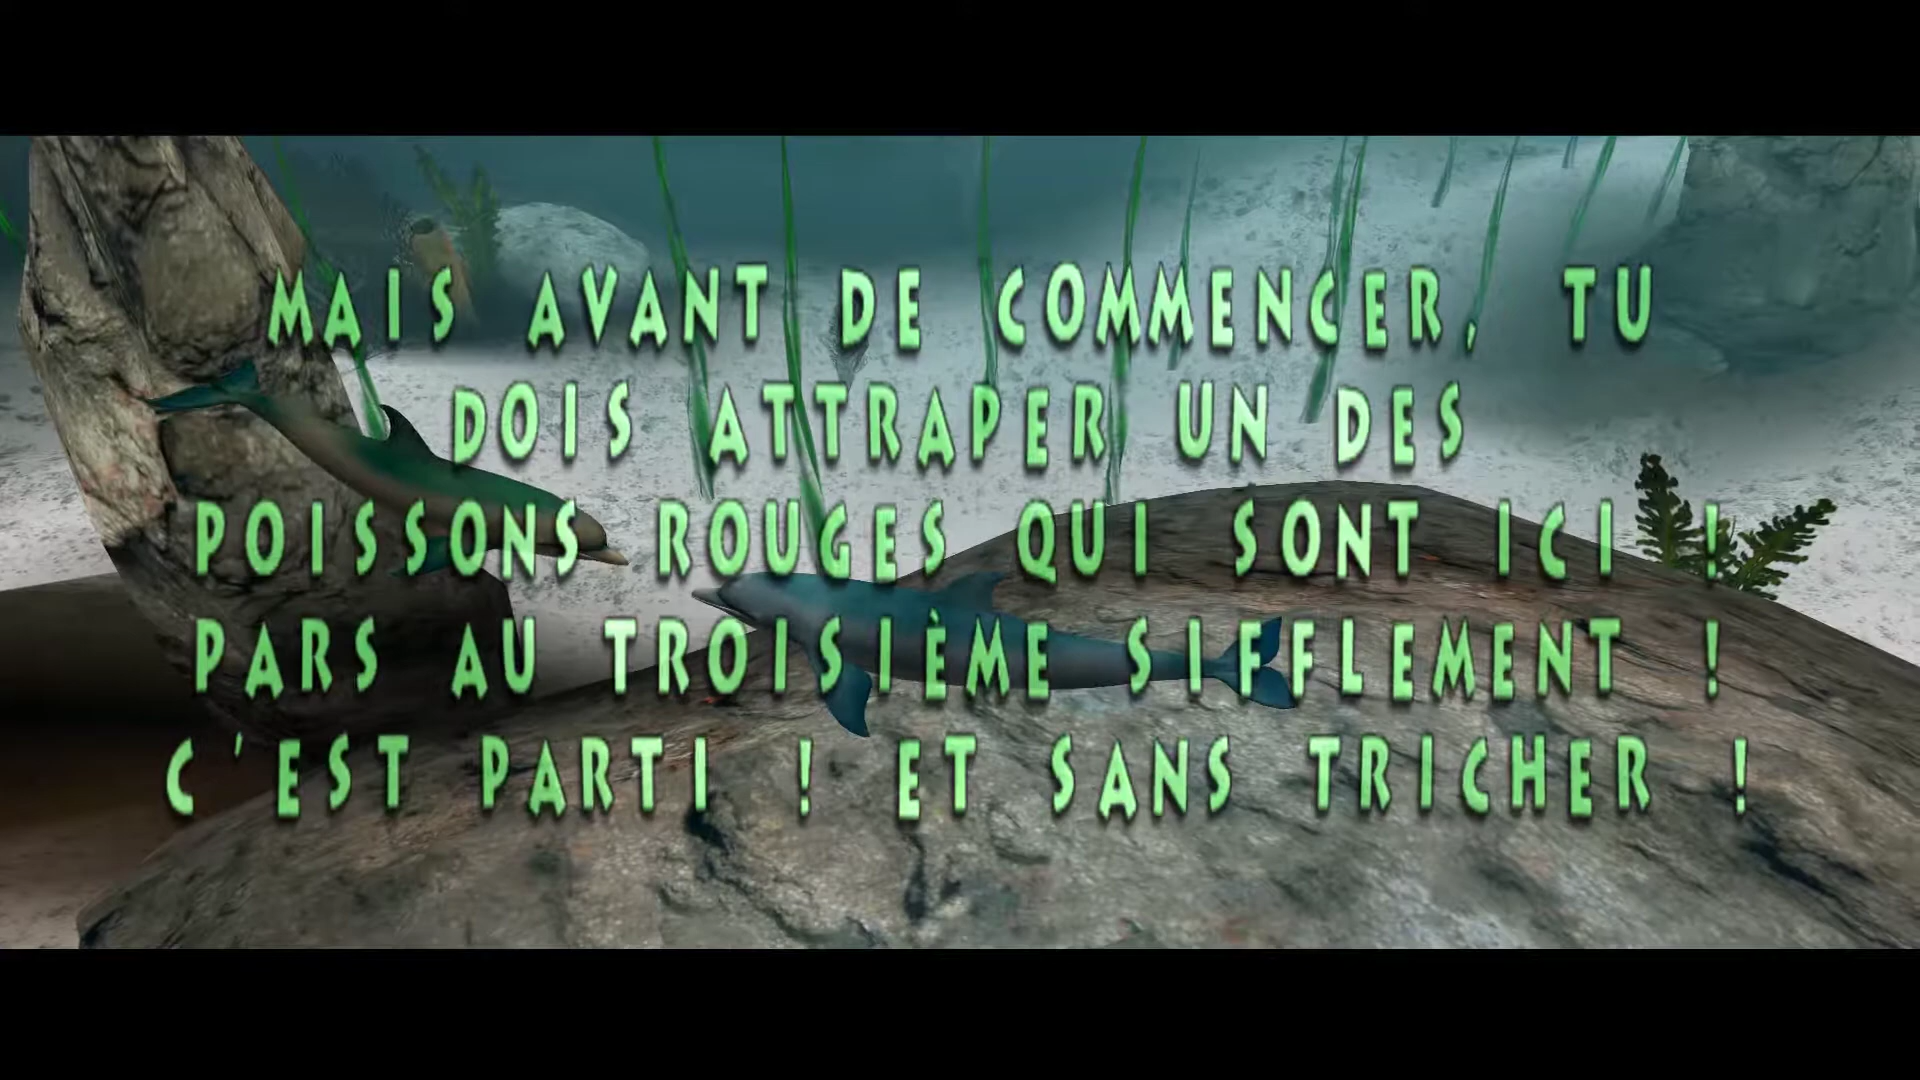 MAIS AVANT DE COMMENCER, TU
DOIS ATTRAPER UN DES
POISSONS ROUGES QUI SONT ICI !
PARS AU TROISIÈME SIFFLEMENT !
C'EST PARTI ! ET SANS TRICHER !